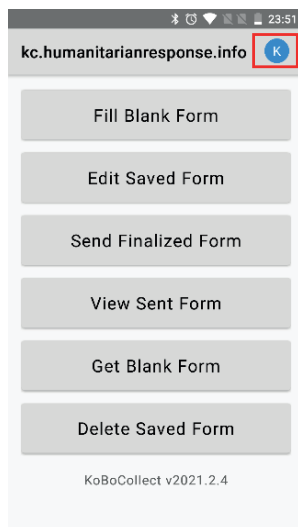 23:51
kc.humanitarianresponse.info K
Fill Blank Form
Edit Saved Form
Send Finalized Form
View Sent Form
Get Blank Form
Delete Saved Form
KoBoCollect v2021.2.4